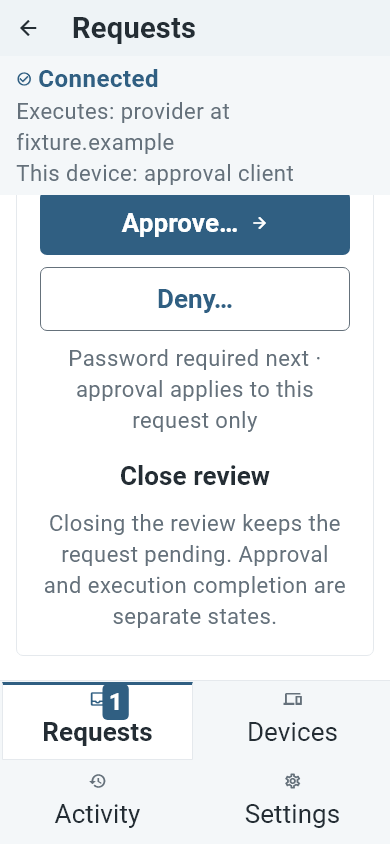 Requests
Connected
Executes: provider at
fixture.example
This device: approval client
Approve…
Deny…
Password required next ·
approval applies to this
request only
Close review
Closing the review keeps the
request pending. Approval
and execution completion are
separate states.
1
Requests
Devices
Activity
Settings